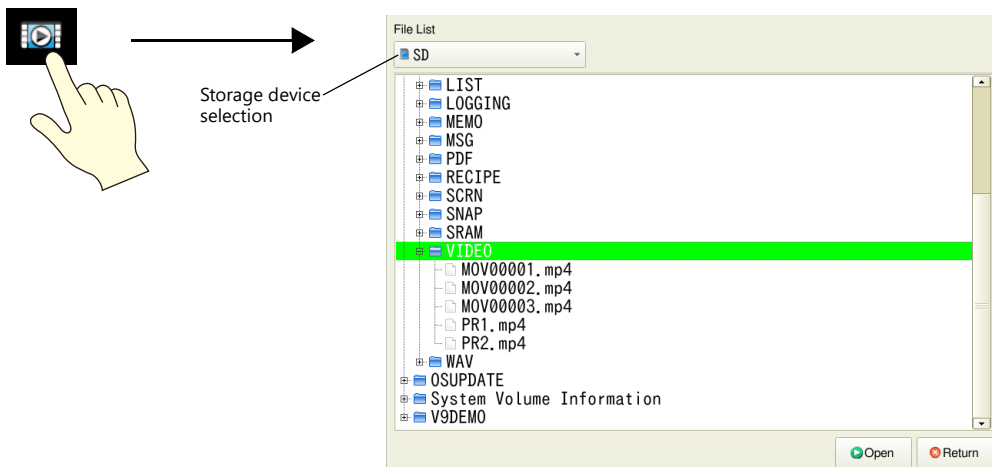 File List
SD
Storage device
selection
LIST
LOGGING
MEMO
MSG
PDF
RECIPE
SCRN
SNAP
SRAM
VIDEO
MOV00001.mp4
MOV00002.mp4
MOV00003.mp4
PR1.mp4
PR2.mp4
WAV
OSUPDATE
System Volume Information
V9DEMO
Open
Return